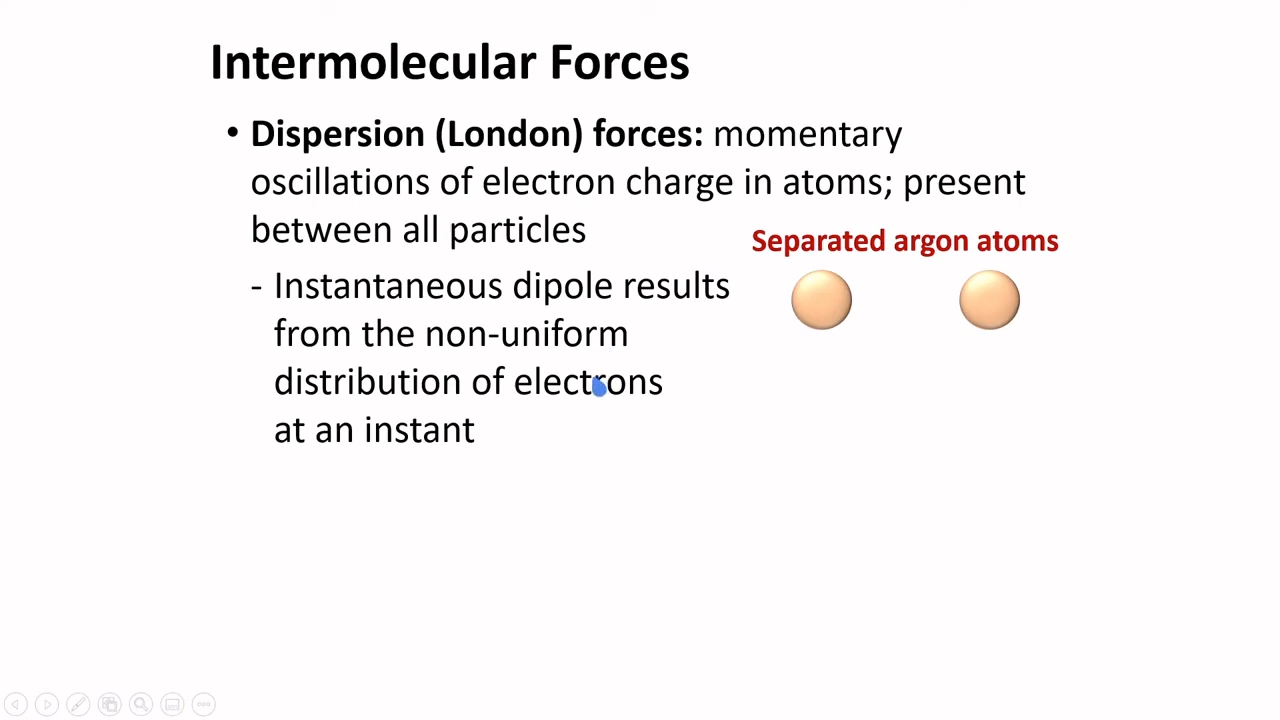 Intermolecular Forces
• Dispersion (London) forces: momentary
oscillations of electron charge in atoms; present
between all particles
Separated argon atoms
- Instantaneous dipole results
from the non-uniform
distribution of electrons
at an instant